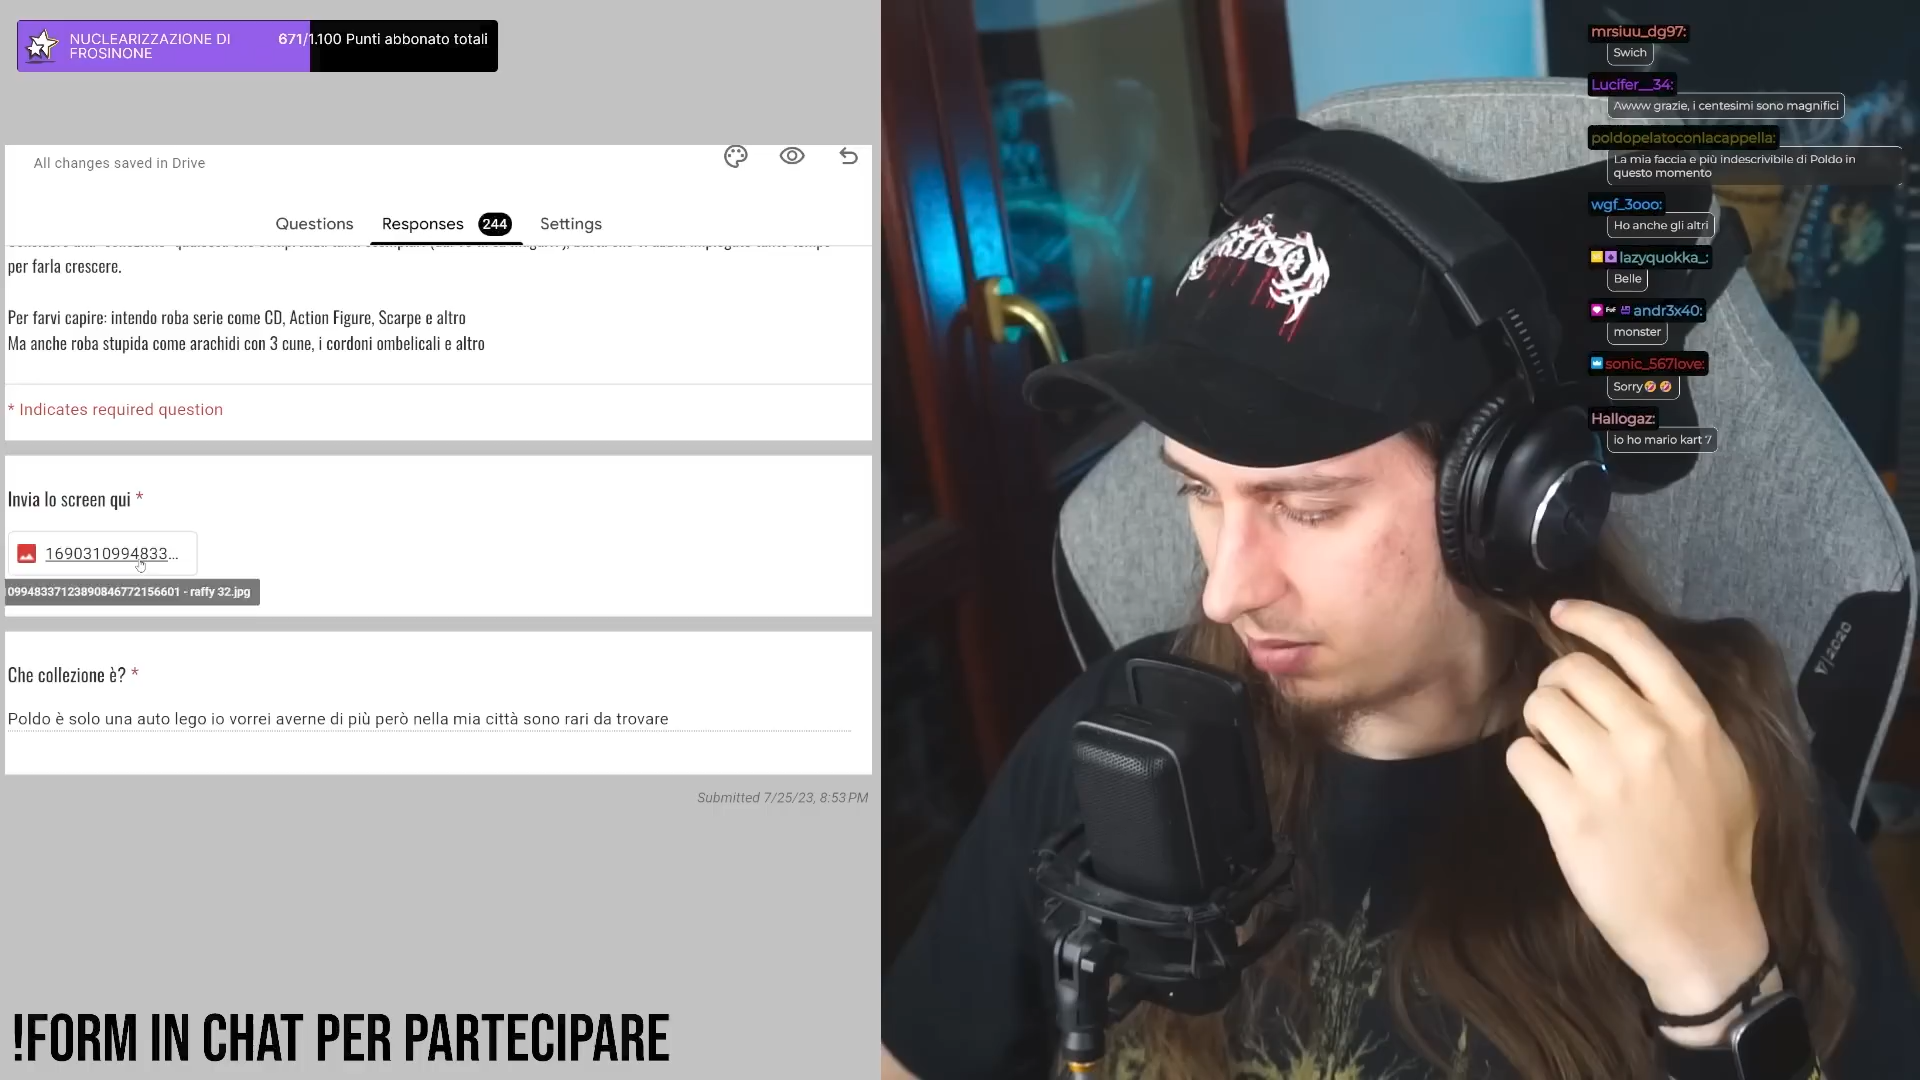 NUCLEARIZZAZIONE DI
FROSINONE
671/1.100 Punti abbonato totali
All changes saved in Drive
Questions
Responses 244
Settings
per farla crescere.
Per farvi capire: intendo roba serie come CD, Action Figure, Scarpe e altro
Ma anche roba stupida come arachidi con 3 cune, i cordoni ombelicali e altro
* Indicates required question
Invia lo screen qui *
1690310994833...
09948337123890846772156601 - raffy 32.jpg
Che collezione è? *
Poldo è solo una auto lego io vorrei averne di più però nella mia città sono rari da trovare
Submitted 7/25/23, 8:53 PM
!FORM IN CHAT PER PARTECIPARE
mrsiuu_dg97:
Swich
Lucifer__34:
Awww grazie, i centesimi sono magnifici
poldopelatoconlacappella:
La mia faccia e più indescrivibile di Poldo in
questo momento
wgf_3ooo:
Ho anche gli altri
lazyquokka_:
Belle
andr3x40:
monster
sonic_567love:
Sorry🤣🤣
Hallogaz:
io ho mario kart 7